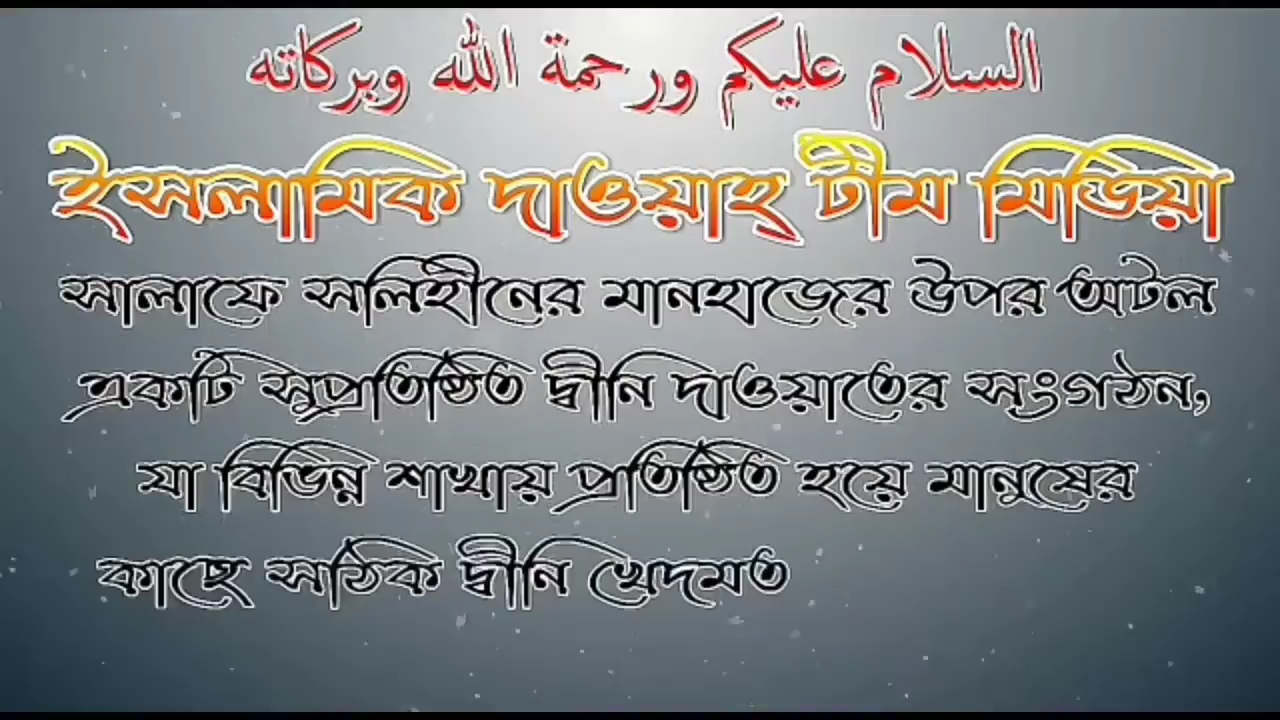 السلام عليكم ورحمة الله وبركاته
ইসলামিক দাওয়াহ্ টীম মিডিয়া
সালাফে সলিহীনের মানহাজের উপর অটল
একটি সুপ্রতিষ্ঠিত দ্বীনি দাওয়াতের সংগঠন,
যা বিভিন্ন শাখায় প্রতিষ্ঠিত হয়ে মানুষের
কাছে সঠিক দ্বীনি খেদমত